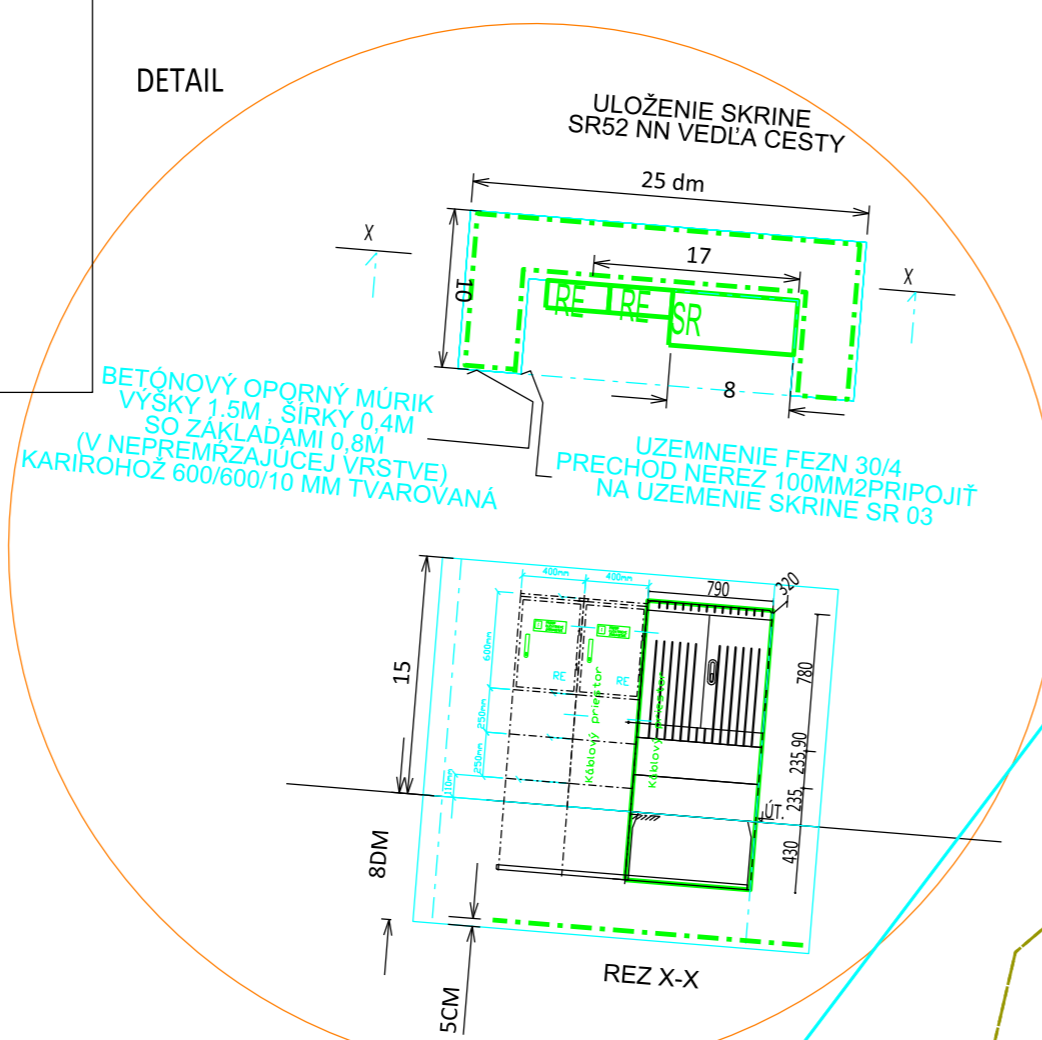 DETAIL
ULOŽENIE SKRINE
SR52 NN VEDĽA CESTY
25 dm
X
17
X
10
RE
RE
SR
8
BETÓNOVÝ OPORNÝ MÚRIK
VÝŠKY 1.5M , ŠÍRKY 0,4M
SO ZÁKLADAMI 0,8M
(V NEPREMŔZAJÚCEJ VRSTVE)
KARIROHOŽ 600/600/10 MM TVAROVANÁ
UZEMNENIE FEZN 30/4
PRECHOD NEREZ 100MM2PRIPOJIŤ
NA UZEMENIE SKRINE SR 03
400mm
400mm
790
320
15
600mm
RE
RE
780
Káblový priestor
Káblový priestor
250mm
250mm
110mm
235,90
235
ÚT.
430
8DM
REZ X-X
5CM